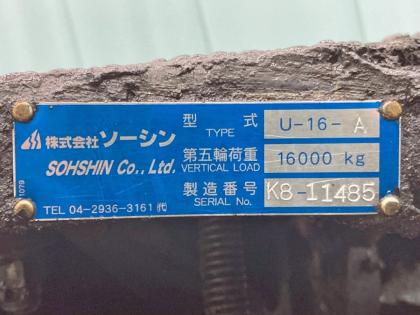 株式会社 ソーシン
SOHSHIN Co., Ltd.
TEL 04-2936-3161 ㈹
1079
型式 U-16-A
TYPE
第五輪荷重 16000 kg
VERTICAL LOAD
製造番号 K8-11485
SERIAL No.